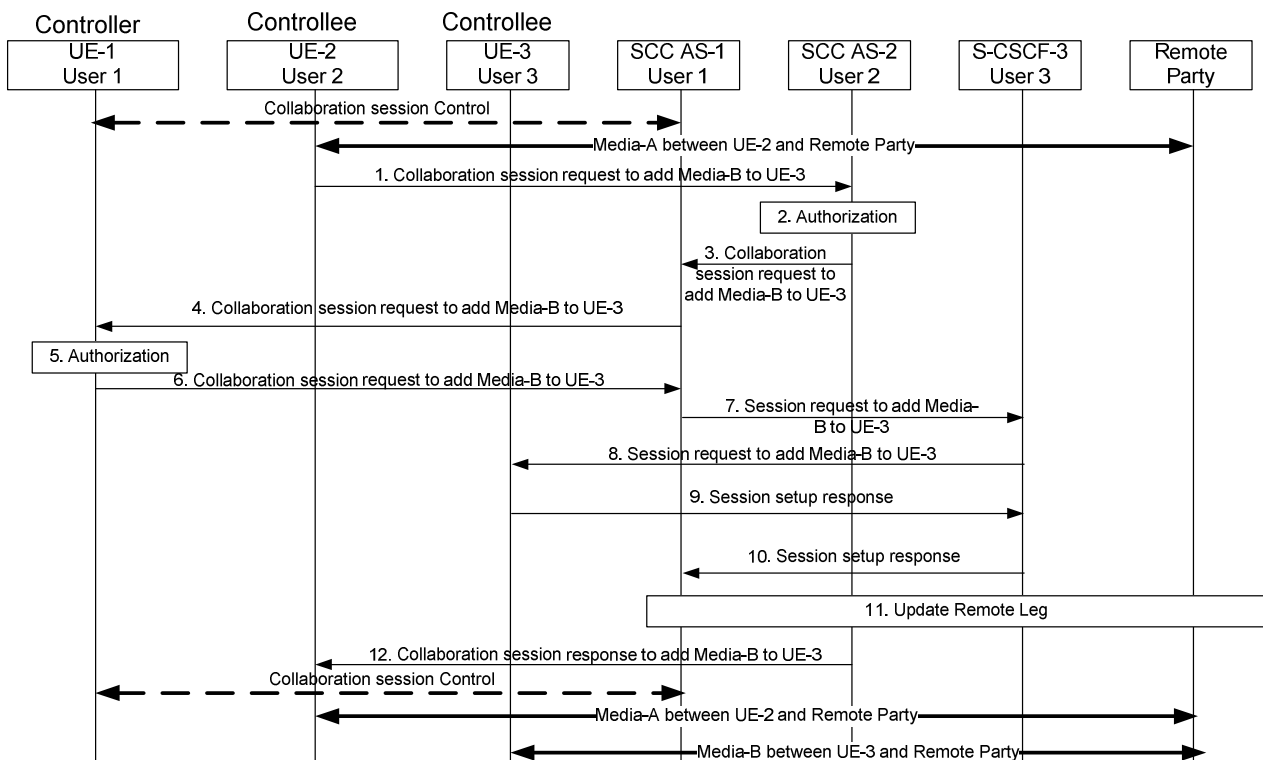 Controller
Controllee
Controllee
UE-1
User 1
UE-2
User 2
UE-3
User 3
SCC AS-1
User 1
SCC AS-2
User 2
S-CSCF-3
User 3
Remote
Party
Collaboration session Control
Media-A between UE-2 and Remote Party
1. Collaboration session request to add Media-B to UE-3
2. Authorization
3. Collaboration
session request to
add Media-B to UE-3
4. Collaboration session request to add Media-B to UE-3
5. Authorization
6. Collaboration session request to add Media-B to UE-3
7. Session request to add Media-
B to UE-3
8. Session request to add Media-B to UE-3
9. Session setup response
10. Session setup response
11. Update Remote Leg
12. Collaboration session response to add Media-B to UE-3
Collaboration session Control
Media-A between UE-2 and Remote Party
Media-B between UE-3 and Remote Party